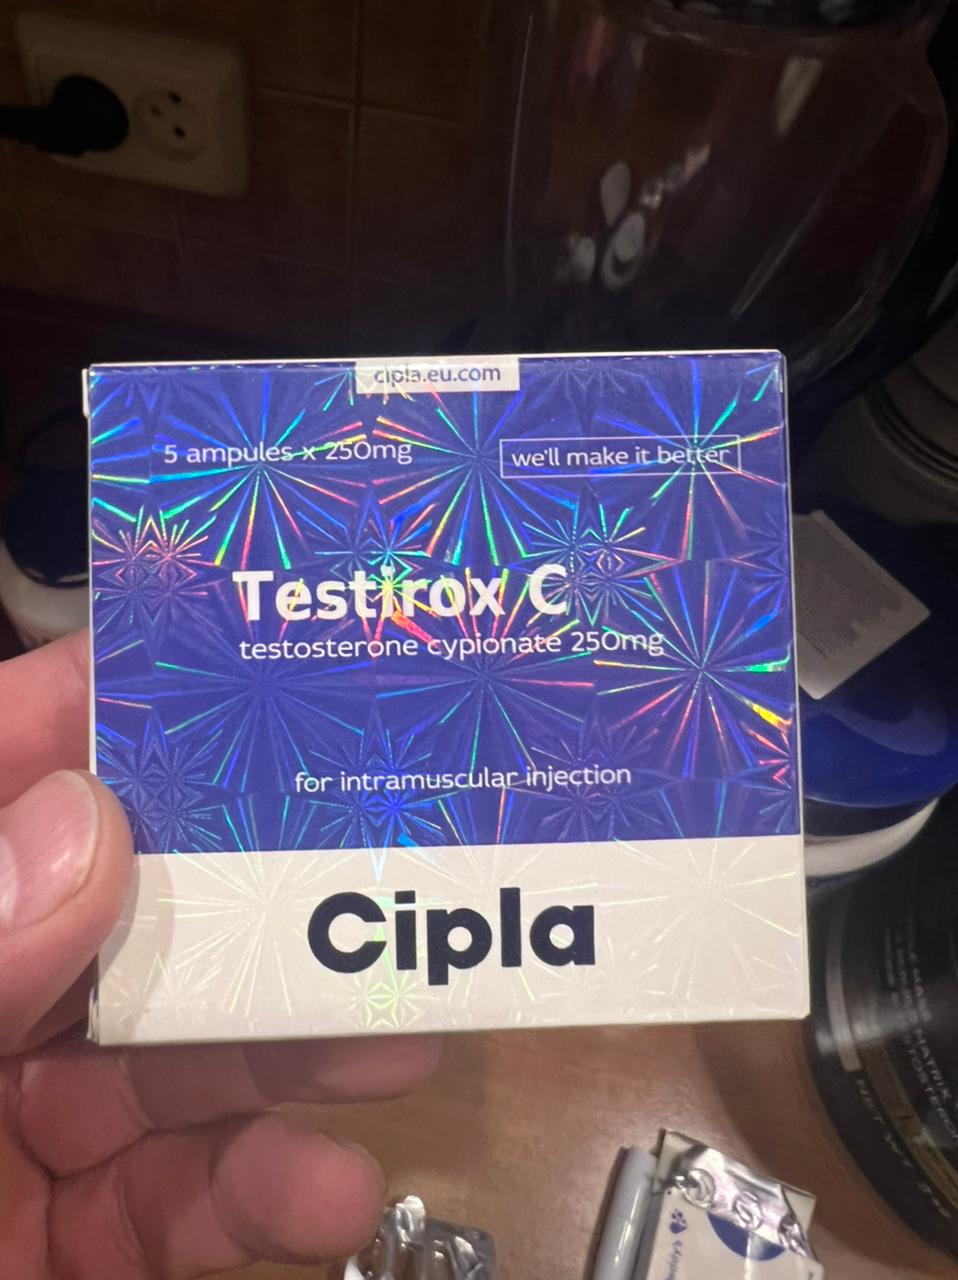 cipla.eu.com
5 ampules x 250mg
we'll make it better
Testirox C
testosterone cypionate 250mg
for intramuscular injection
Cipla